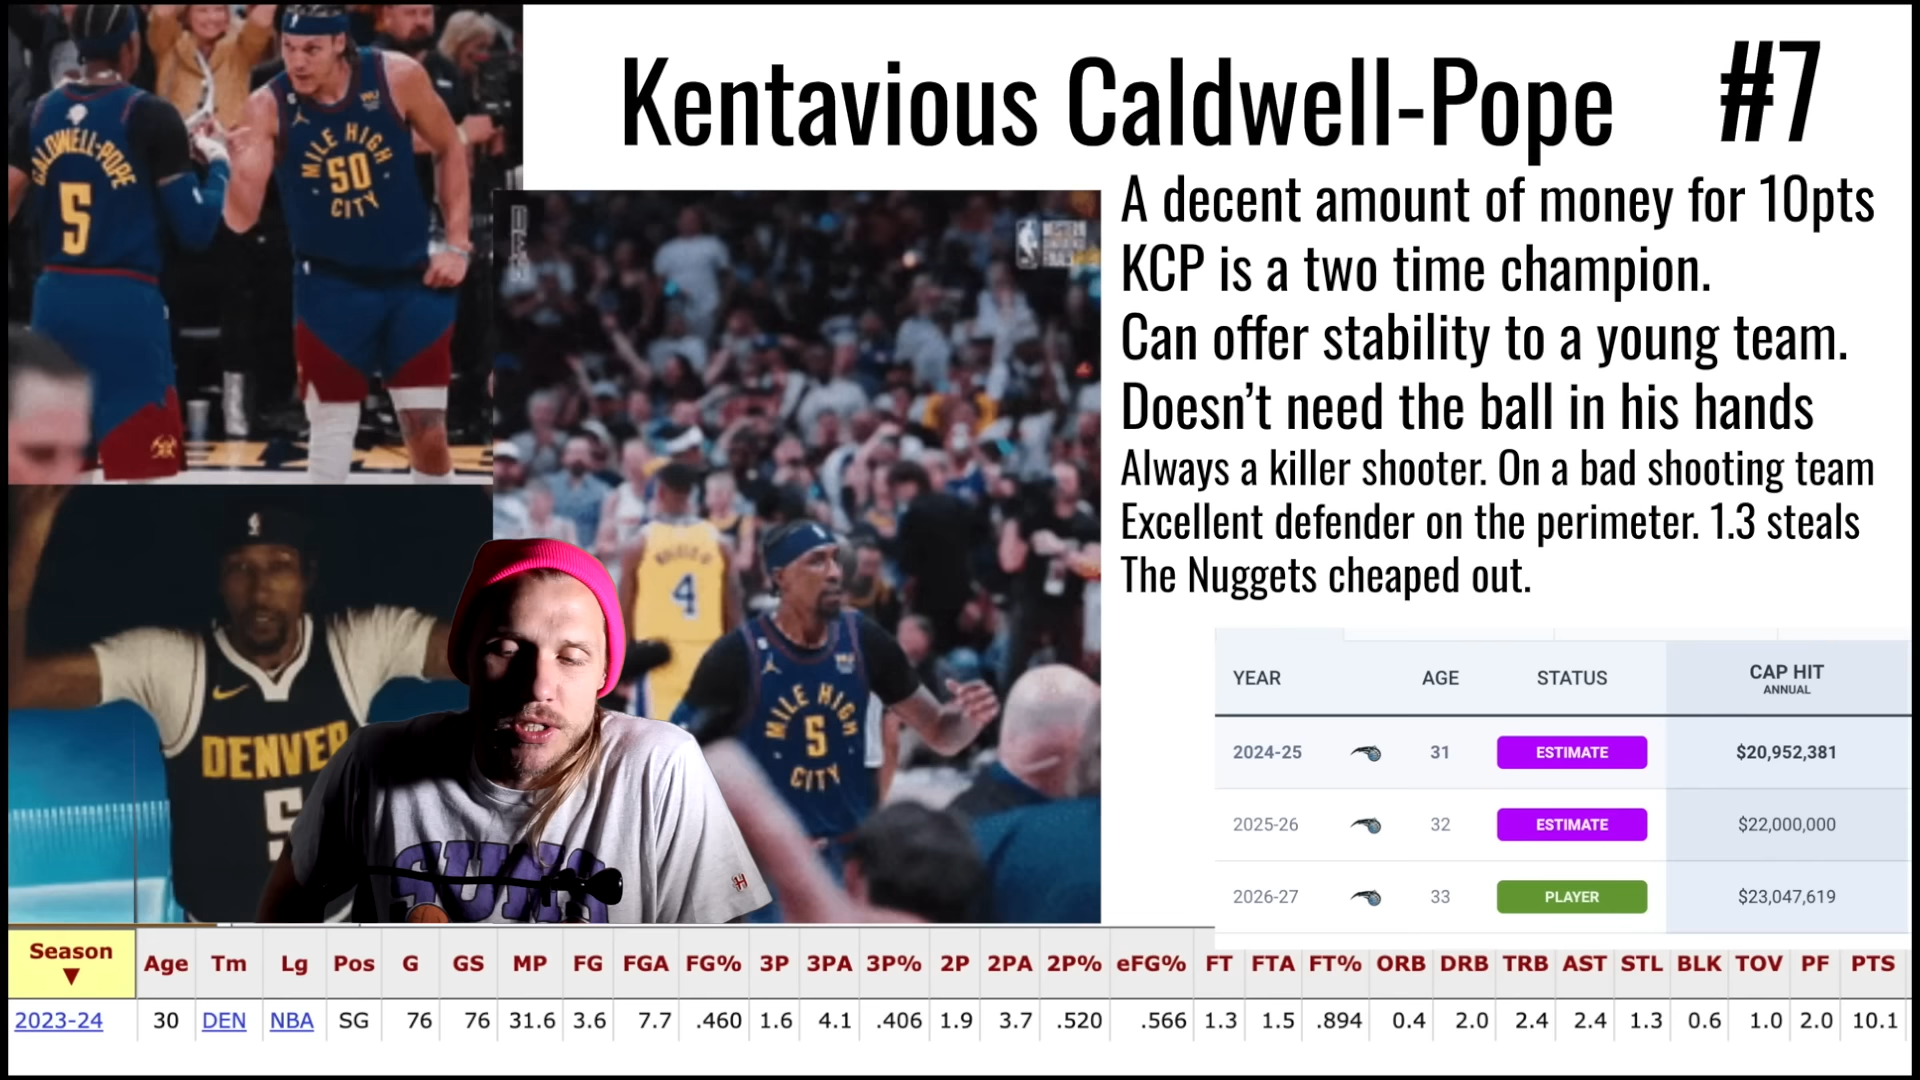 Kentavious Caldwell-Pope #7
A decent amount of money for 10pts
KCP is a two time champion.
Can offer stability to a young team.
Doesn’t need the ball in his hands
Always a killer shooter. On a bad shooting team
Excellent defender on the perimeter. 1.3 steals
The Nuggets cheaped out.
CALDWELL-POPE
5
MILE HIGH
50
CITY
DEN
WESTERN
CONFERENCE
FINALS
4
MILE HIGH
5
CITY
DENVER
5
SUNS
H
YEAR AGE STATUS CAP HIT
ANNUAL
2024-25 31 ESTIMATE $20,952,381
2025-26 32 ESTIMATE $22,000,000
2026-27 33 PLAYER $23,047,619
Season ▼ Age Tm Lg Pos G GS MP FG FGA FG% 3P 3PA 3P% 2P 2PA 2P% eFG% FT FTA FT% ORB DRB TRB AST STL BLK TOV PF PTS
2023-24 30 DEN NBA SG 76 76 31.6 3.6 7.7 .460 1.6 4.1 .406 1.9 3.7 .520 .566 1.3 1.5 .894 0.4 2.0 2.4 2.4 1.3 0.6 1.0 2.0 10.1